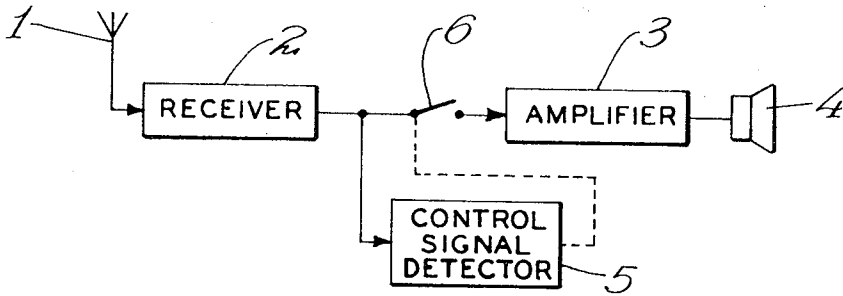 1
2
6
3
4
RECEIVER
AMPLIFIER
CONTROL
SIGNAL
DETECTOR
5